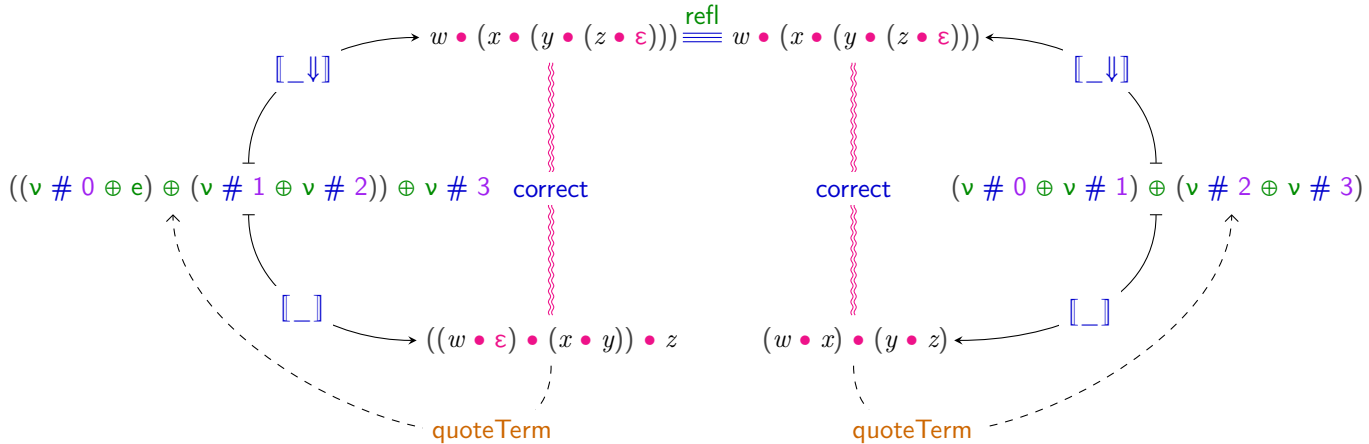 refl
w • (x • (y • (z • ε))) ≡ w • (x • (y • (z • ε)))
⟦_⇓⟧ ⟦_⇓⟧
((ν # 0 ⊕ e) ⊕ (ν # 1 ⊕ ν # 2)) ⊕ ν # 3 correct correct (ν # 0 ⊕ ν # 1) ⊕ (ν # 2 ⊕ ν # 3)
⟦_⟧ ⟦_⟧
((w • ε) • (x • y)) • z (w • x) • (y • z)
quoteTerm quoteTerm